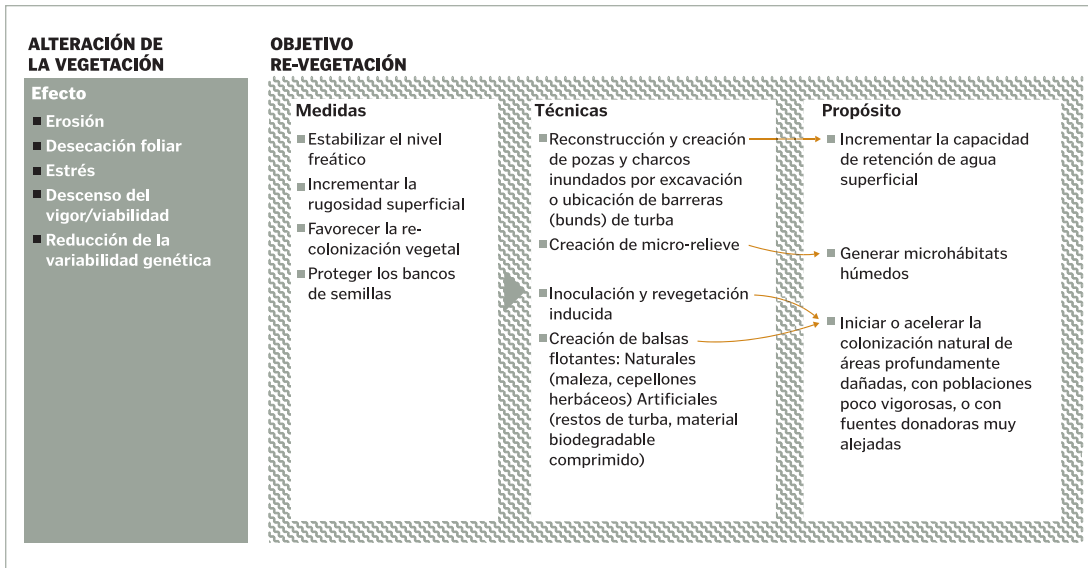 ALTERACIÓN DE
LA VEGETACIÓN
Efecto
Erosión
Desecación foliar
Estrés
Descenso del
vigor/viabilidad
Reducción de la
variabilidad genética
OBJETIVO
RE-VEGETACIÓN
Medidas
Estabilizar el nivel
freático
Incrementar la
rugosidad superficial
Favorecer la re-
colonización vegetal
Proteger los bancos
de semillas
Técnicas
Reconstrucción y creación
de pozas y charcos
inundados por excavación
o ubicación de barreras
(bunds) de turba
Creación de micro-relieve
Inoculación y revegetación
inducida
Creación de balsas
flotantes: Naturales
(maleza, cepellones
herbáceos) Artificiales
(restos de turba, material
biodegradable
comprimido)
Propósito
Incrementar la capacidad
de retención de agua
superficial
Generar microhábitats
húmedos
Iniciar o acelerar la
colonización natural de
áreas profundamente
dañadas, con poblaciones
poco vigorosas, o con
fuentes donadoras muy
alejadas